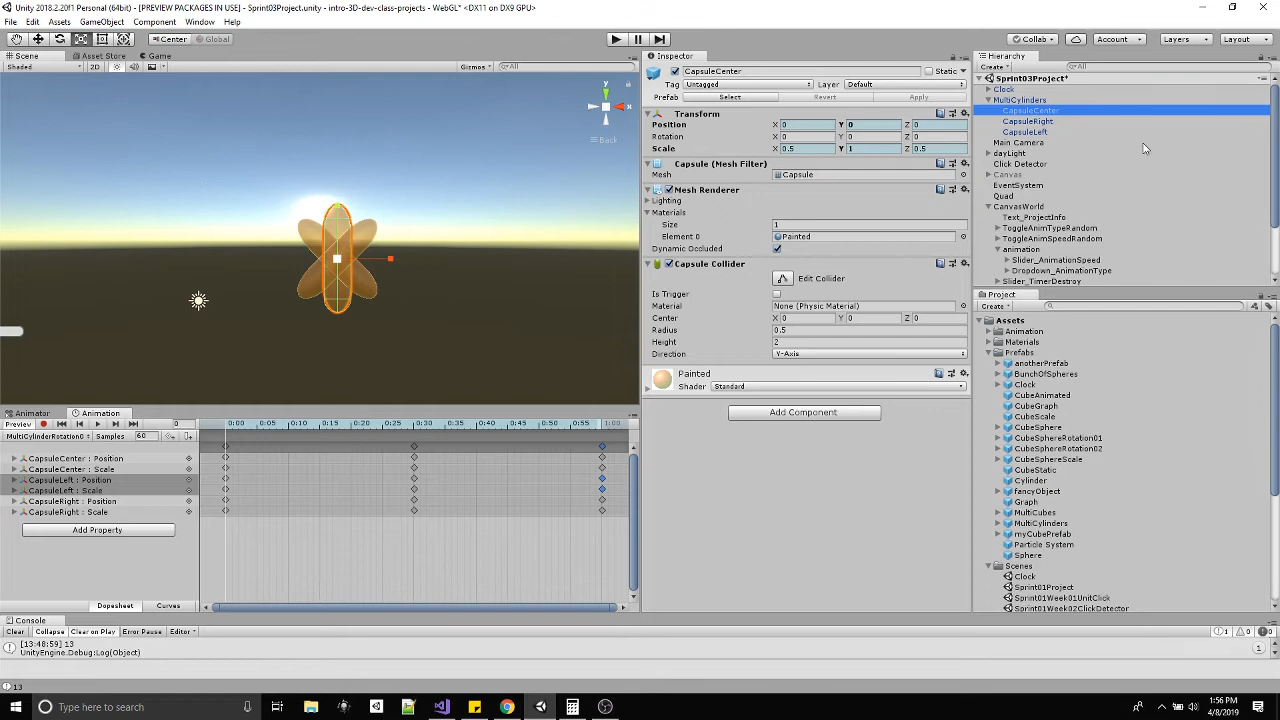 Unity 2018.2.20f1 Personal (64bit) - [PREVIEW PACKAGES IN USE] - Sprint03Project.unity - intro-3D-dev-class-projects - WebGL* <DX11 on DX9 GPU>
File Edit Assets GameObject Component Window Help
Center Global Collab Account Layers Layout
Scene Asset Store Game
Shaded 2D Gizmos All
y
x
Back
Inspector
CapsuleCenter Static
Tag Untagged Layer Default
Prefab Select Revert Apply
Transform
Position X 0 Y 0 Z 0
Rotation X 0 Y 0 Z 0
Scale X 0.5 Y 1 Z 0.5
Capsule (Mesh Filter)
Mesh Capsule
Mesh Renderer
Lighting
Materials
Size 1
Element 0 Painted
Dynamic Occluded
Capsule Collider
Edit Collider
Is Trigger
Material None (Physic Material)
Center X 0 Y 0 Z 0
Radius 0.5
Height 2
Direction Y-Axis
Painted
Shader Standard
Add Component
Hierarchy
Create All
Sprint03Project*
Clock
MultiCylinders
CapsuleCenter
CapsuleRight
CapsuleLeft
Main Camera
dayLight
Click Detector
Canvas
EventSystem
Quad
CanvasWorld
Text_ProjectInfo
ToggleAnimTypeRandom
ToggleAnimSpeedRandom
animation
Slider_AnimationSpeed
Dropdown_AnimationType
Slider_TimerDestroy
Project
Create
Assets
Animation
Materials
Prefabs
anotherPrefab
BunchOfSpheres
Clock
CubeAnimated
CubeGraph
CubeScale
CubeSphere
CubeSphereRotation01
CubeSphereRotation02
CubeSphereScale
CubeStatic
Cylinder
fancyObject
Graph
MultiCubes
MultiCylinders
myCubePrefab
Particle System
Sphere
Scenes
Clock
Sprint01Project
Sprint01Week01UnitClick
Sprint01Week02ClickDetector
Animator Animation
Preview 0 0:00 0:05 0:10 0:15 0:20 0:25 0:30 0:35 0:40 0:45 0:50 0:55 1:00
MultiCylinderRotation0 Samples 60
CapsuleCenter : Position
CapsuleCenter : Scale
CapsuleLeft : Position
CapsuleLeft : Scale
CapsuleRight : Position
CapsuleRight : Scale
Add Property
Dopesheet Curves
Console
Clear Collapse Clear on Play Error Pause Editor 1 0 0
[13:48:59] 13
UnityEngine.Debug:Log(Object)
1
13
Type here to search
1:56 PM
4/8/2019